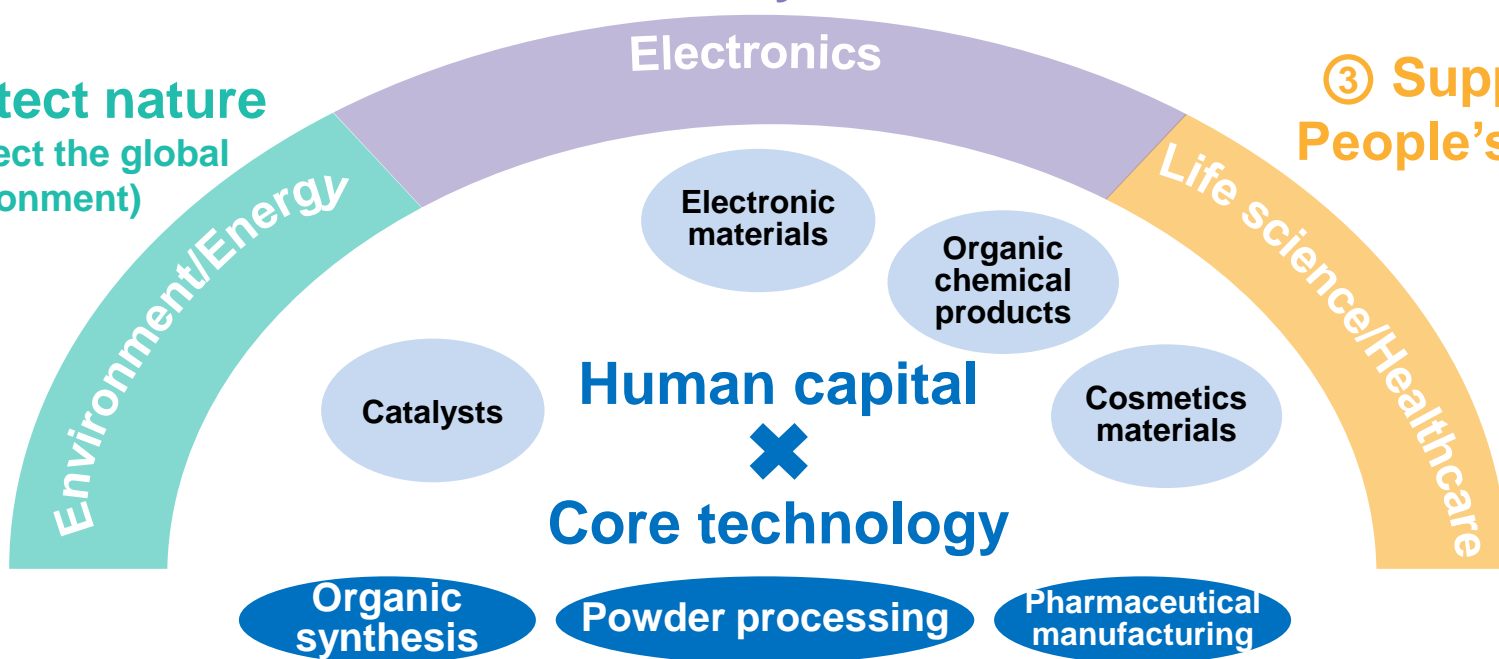 Electronics
tect nature
ect the global
onment)
③ Supp
People's
Environment/Energy
Life science/Healthcare
Electronic
materials
Organic
chemical
products
Catalysts
Cosmetics
materials
Human capital
✖
Core technology
Organic
synthesis
Powder processing
Pharmaceutical
manufacturing